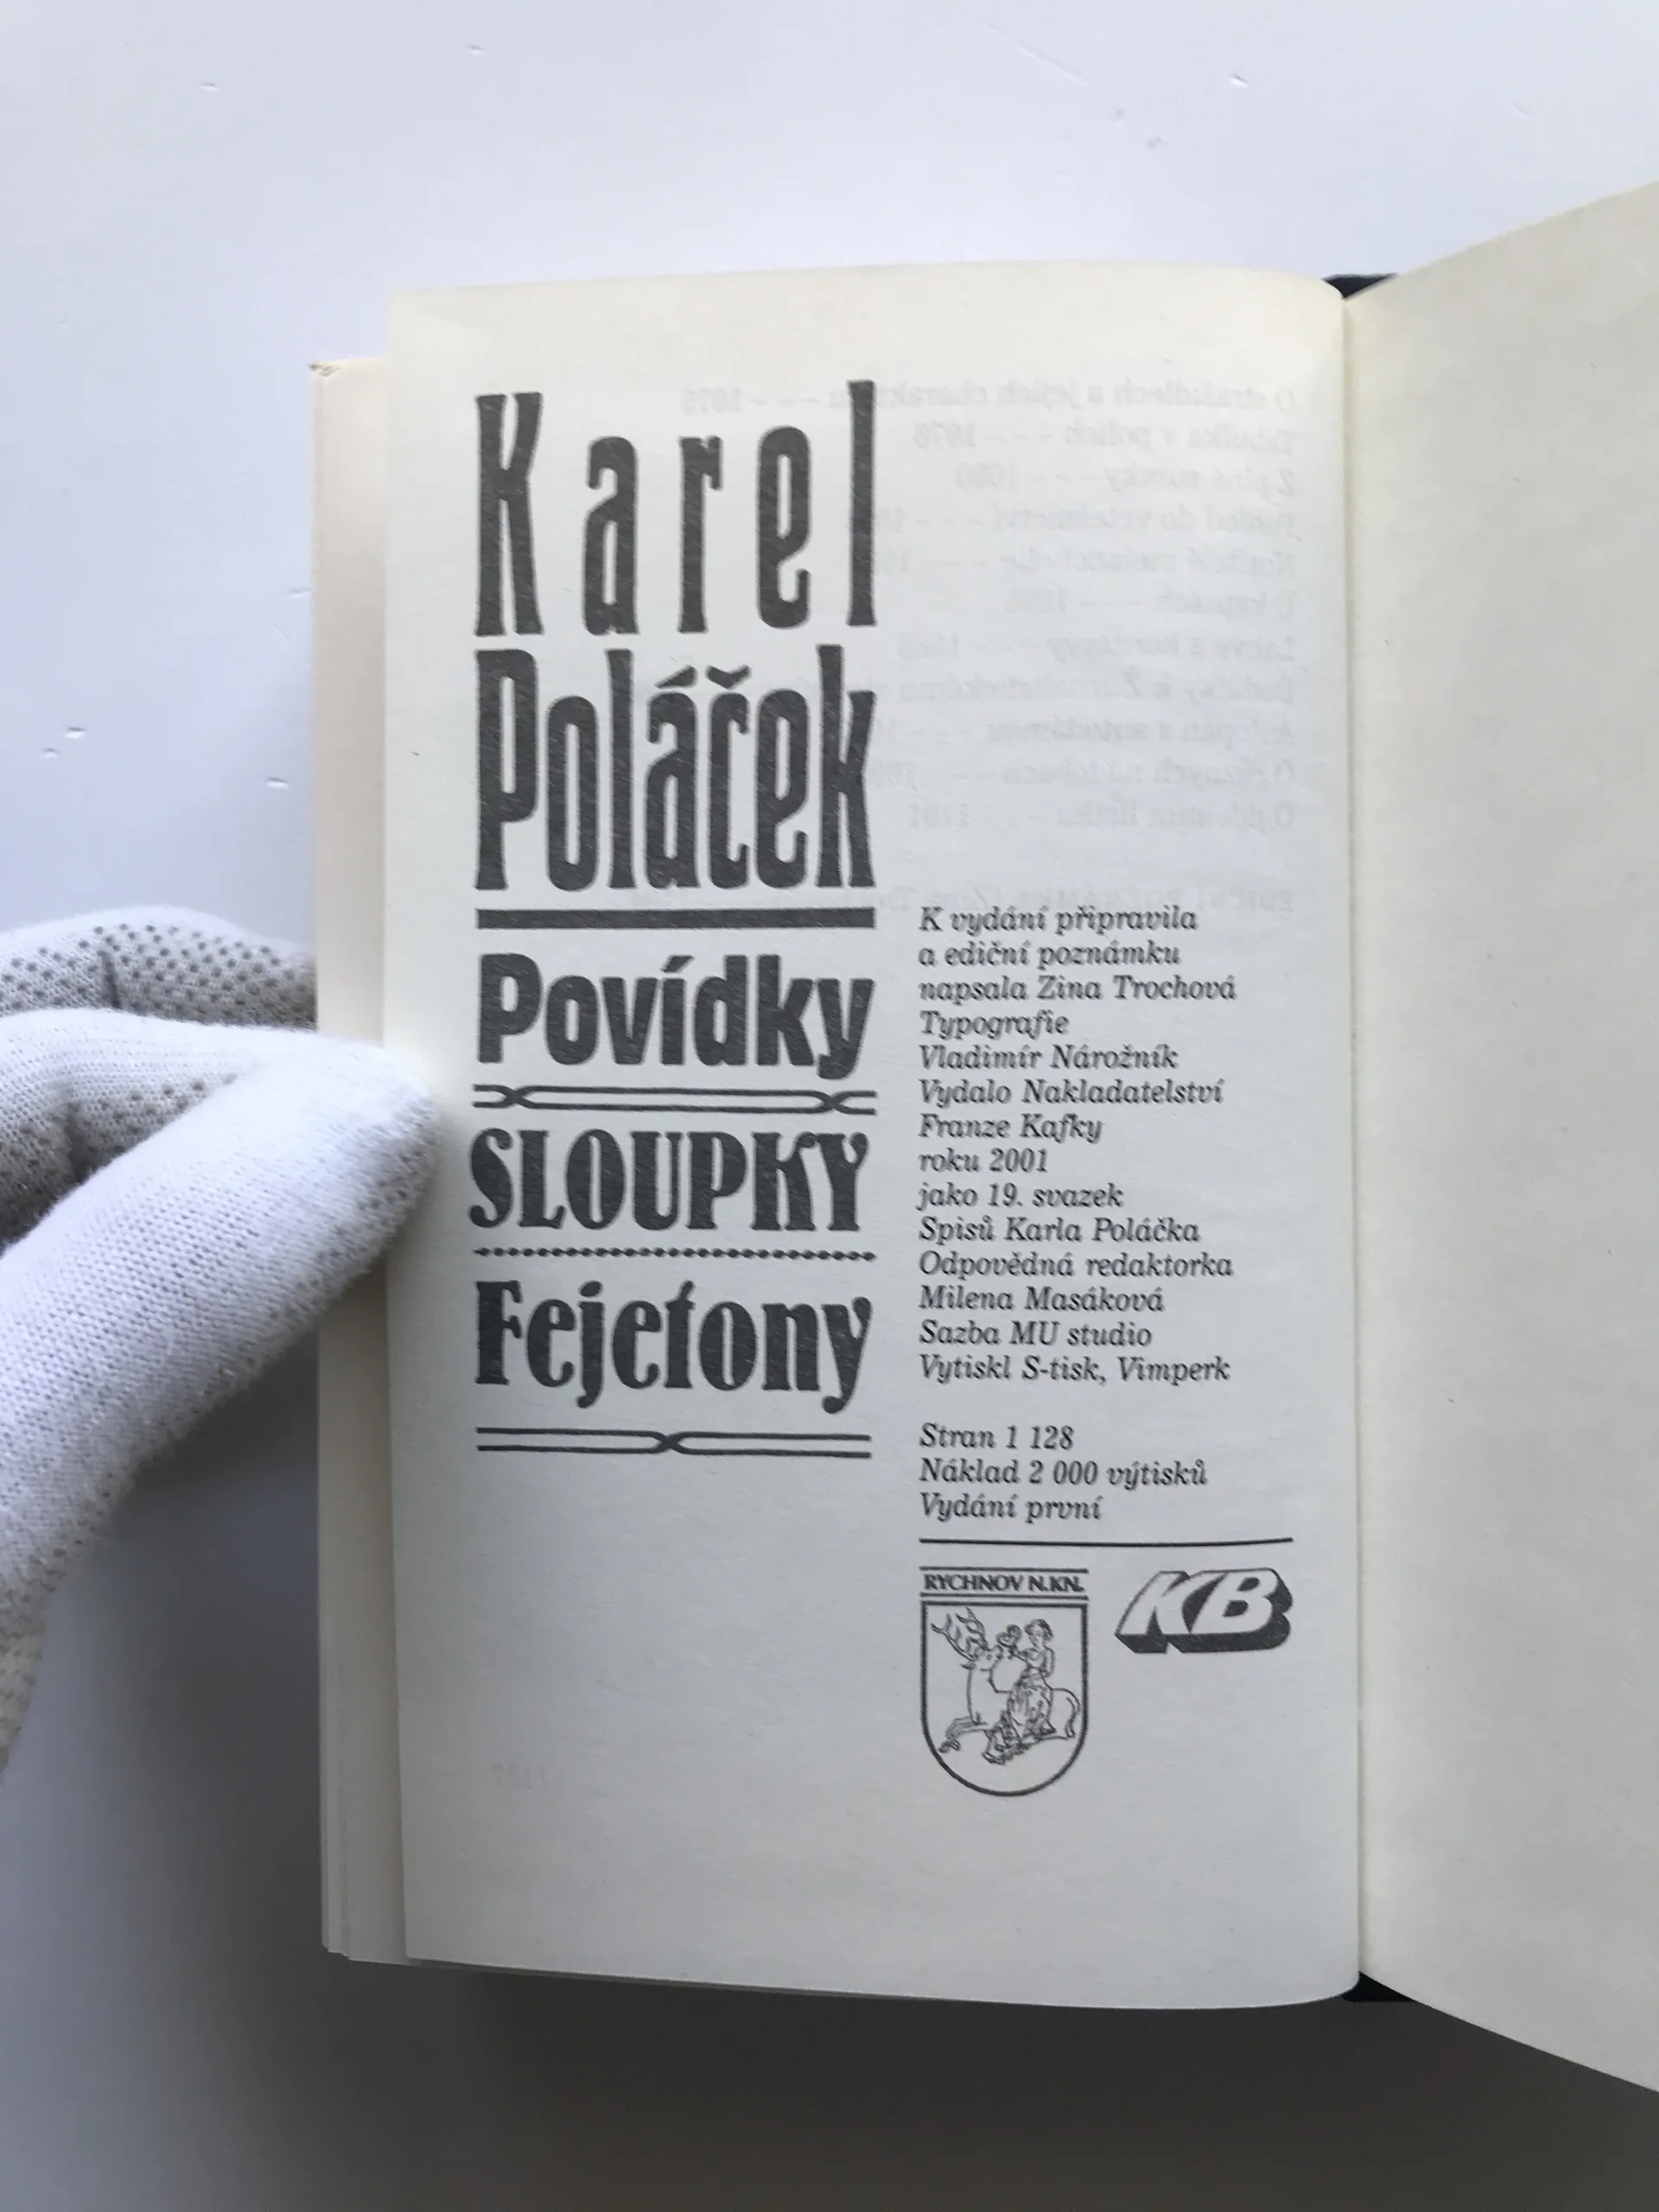 Karel
Poláček
Povídky
SLOUPKY
Fejetony
K vydání připravila
a ediční poznámku
napsala Zina Trochová
Typografie
Vladimír Nárožník
Vydalo Nakladatelství
Franze Kafky
roku 2001
jako 19. svazek
Spisů Karla Poláčka
Odpovědná redaktorka
Milena Masáková
Sazba MU studio
Vytiskl S-tisk, Vimperk
Stran 1 128
Náklad 2 000 výtisků
Vydání první
RYCHNOV N.KN.
KB